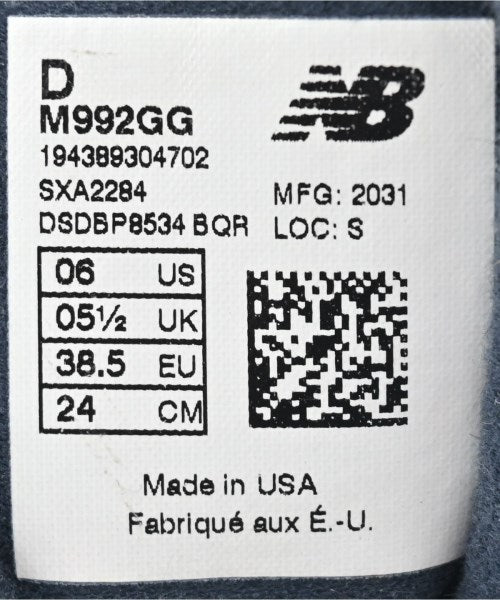 D
NB
M992GG
194389304702
SXA2284
MFG: 2031
DSDBP8534 BQR
LOC: S
06 US
05½ UK
38.5 EU
24 CM
Made in USA
Fabriqué aux É.-U.